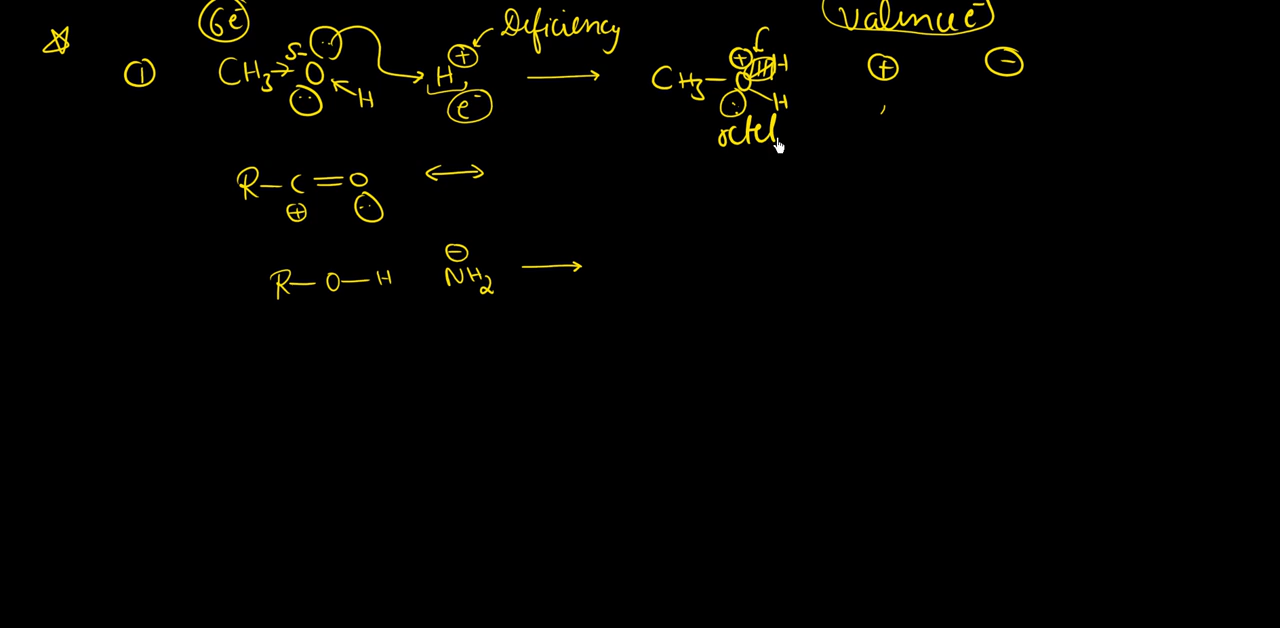 6e⁻ Deficiency valence e⁻
① CH₃→O←H H⁺, e⁻ → CH₃—O⁺—H H ⊕ ⊖
δ-
octet
R—C⁺=O ↔
R—O—H NH₂⁻ →